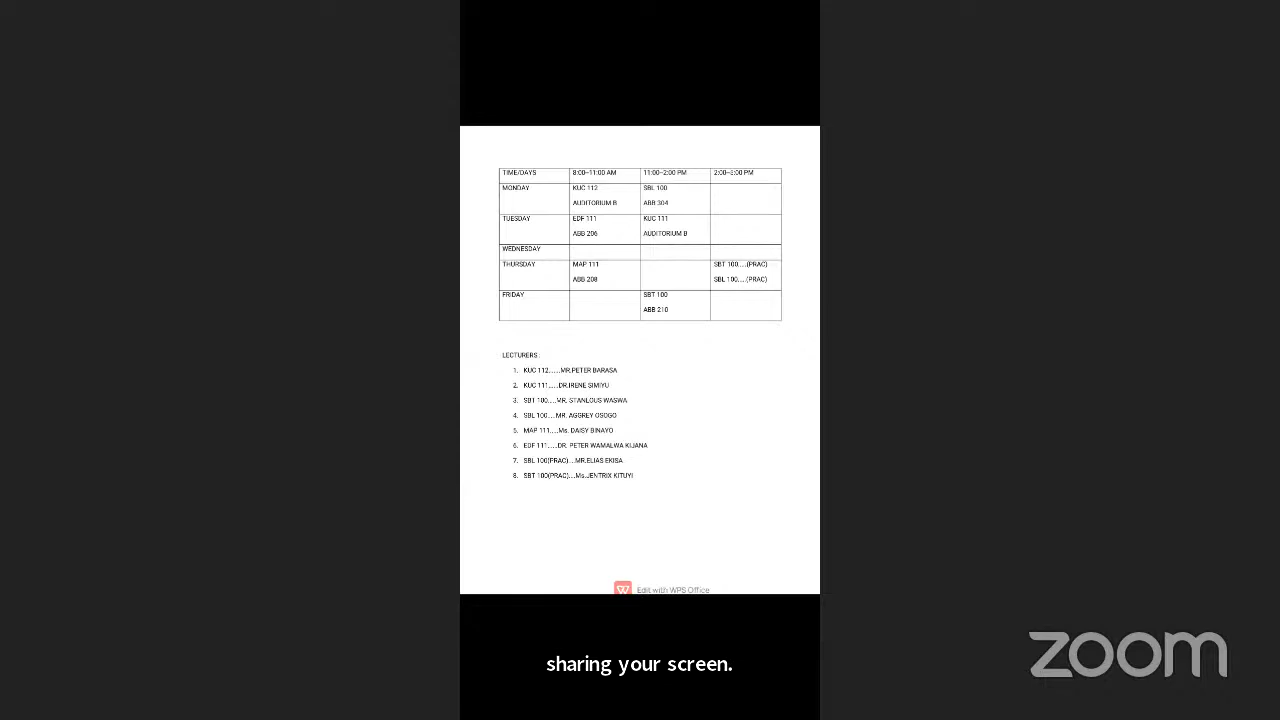 TIME/DAYS 8:00–11:00 AM 11:00–2:00 PM 2:00–5:00 PM
MONDAY KUC 112 SBL 100
AUDITORIUM B ABB 304
TUESDAY EDF 111 KUC 111
ABB 206 AUDITORIUM B
WEDNESDAY
THURSDAY MAP 111 SBT 100.....(PRAC)
ABB 208 SBL 100.....(PRAC)
FRIDAY SBT 100
ABB 210
LECTURERS:
1. KUC 112......MR.PETER BARASA
2. KUC 111.....DR.IRENE SIMIYU
3. SBT 100....MR. STANLOUS WASWA
4. SBL 100....MR. AGGREY OSOGO
5. MAP 111.....Ms. DAISY BINAYO
6. EDF 111......DR. PETER WAMALWA KIJANA
7. SBL 100(PRAC)....MR.ELIAS EKISA
8. SBT 100(PRAC)....Ms.JENTRIX KITUYI
Edit with WPS Office
sharing your screen.
zoom